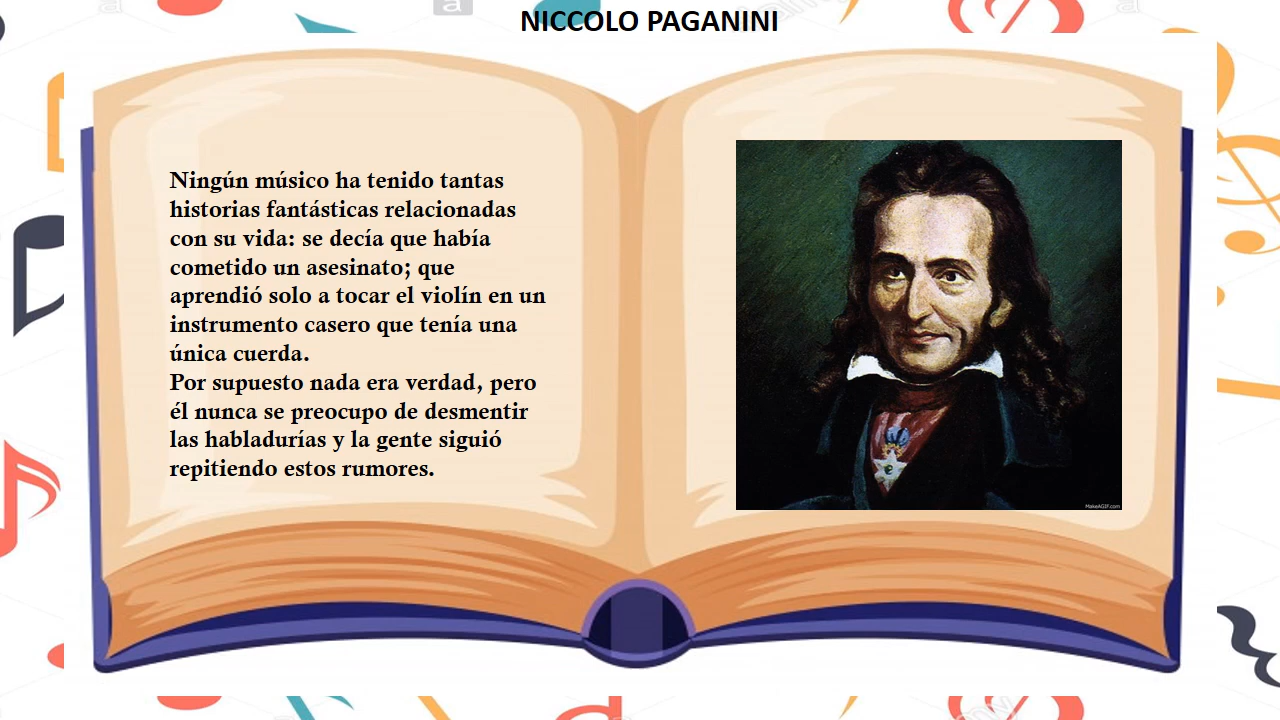 NICCOLO PAGANINI
Ningún músico ha tenido tantas
historias fantásticas relacionadas
con su vida: se decía que había
cometido un asesinato; que
aprendió solo a tocar el violín en un
instrumento casero que tenía una
única cuerda.
Por supuesto nada era verdad, pero
él nunca se preocupo de desmentir
las habladurías y la gente siguió
repitiendo estos rumores.
MakeAGIF.com